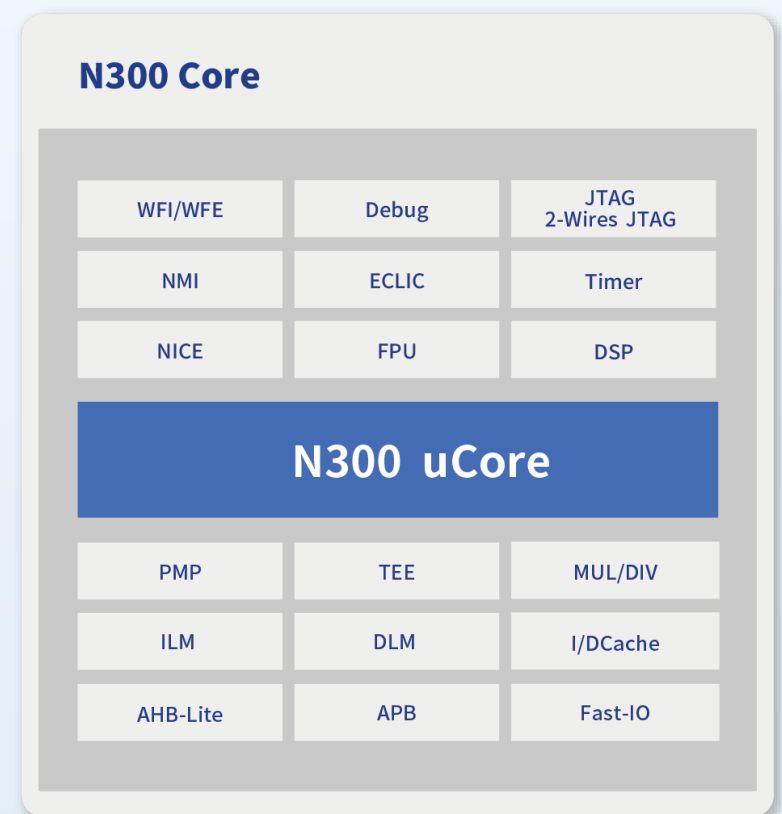 N300 Core
WFI/WFE
Debug
JTAG
2-Wires JTAG
NMI
ECLIC
Timer
NICE
FPU
DSP
N300 uCore
PMP
TEE
MUL/DIV
ILM
DLM
I/DCache
AHB-Lite
APB
Fast-IO